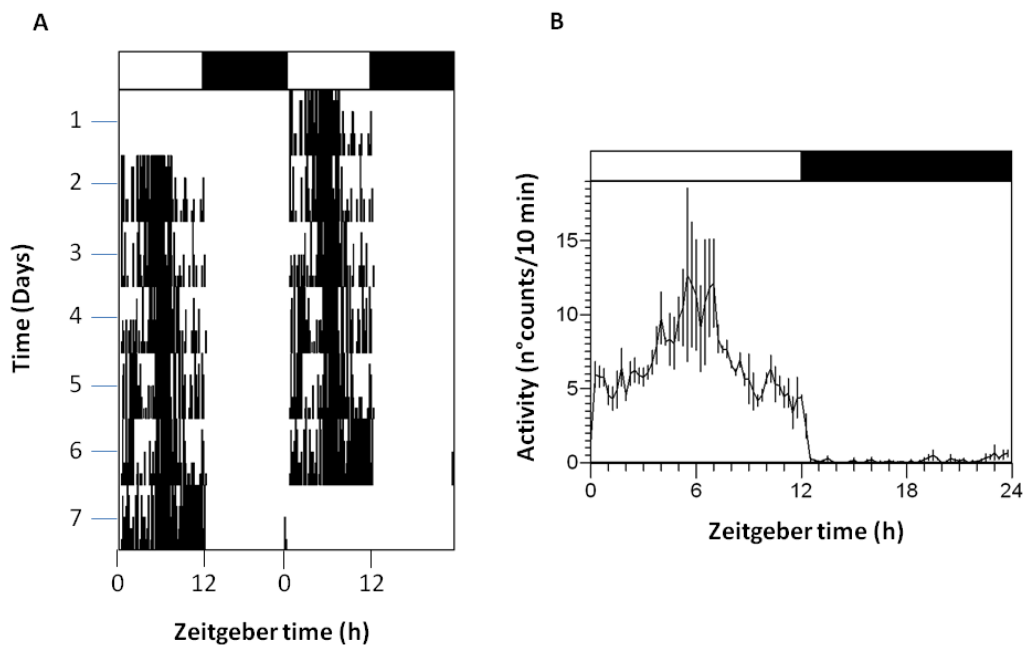 A
B
1
2
3
4
5
6
7
Time (Days)
0 12 0 12
Zeitgeber time (h)
15
10
5
0
Activity (n°counts/10 min)
0 6 12 18 24
Zeitgeber time (h)